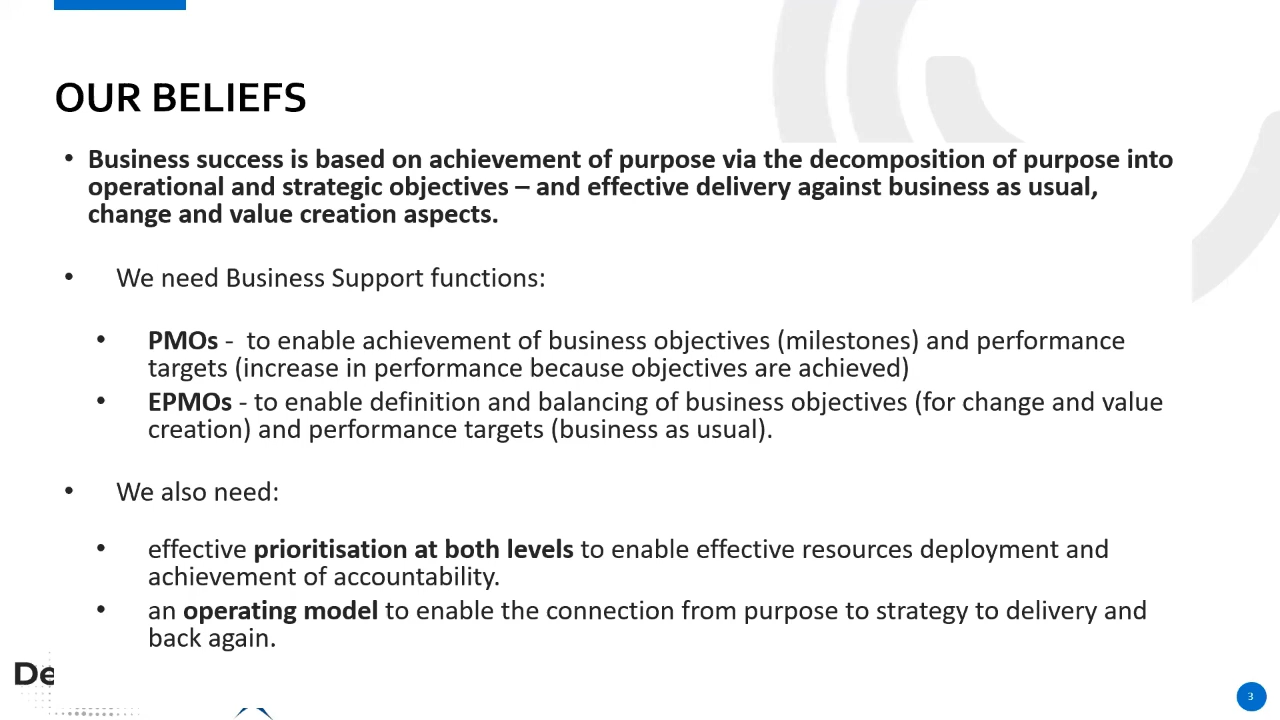 OUR BELIEFS
• Business success is based on achievement of purpose via the decomposition of purpose into
operational and strategic objectives – and effective delivery against business as usual,
change and value creation aspects.
• We need Business Support functions:
• PMOs - to enable achievement of business objectives (milestones) and performance
targets (increase in performance because objectives are achieved)
• EPMOs - to enable definition and balancing of business objectives (for change and value
creation) and performance targets (business as usual).
• We also need:
• effective prioritisation at both levels to enable effective resources deployment and
achievement of accountability.
• an operating model to enable the connection from purpose to strategy to delivery and
back again.
De
3